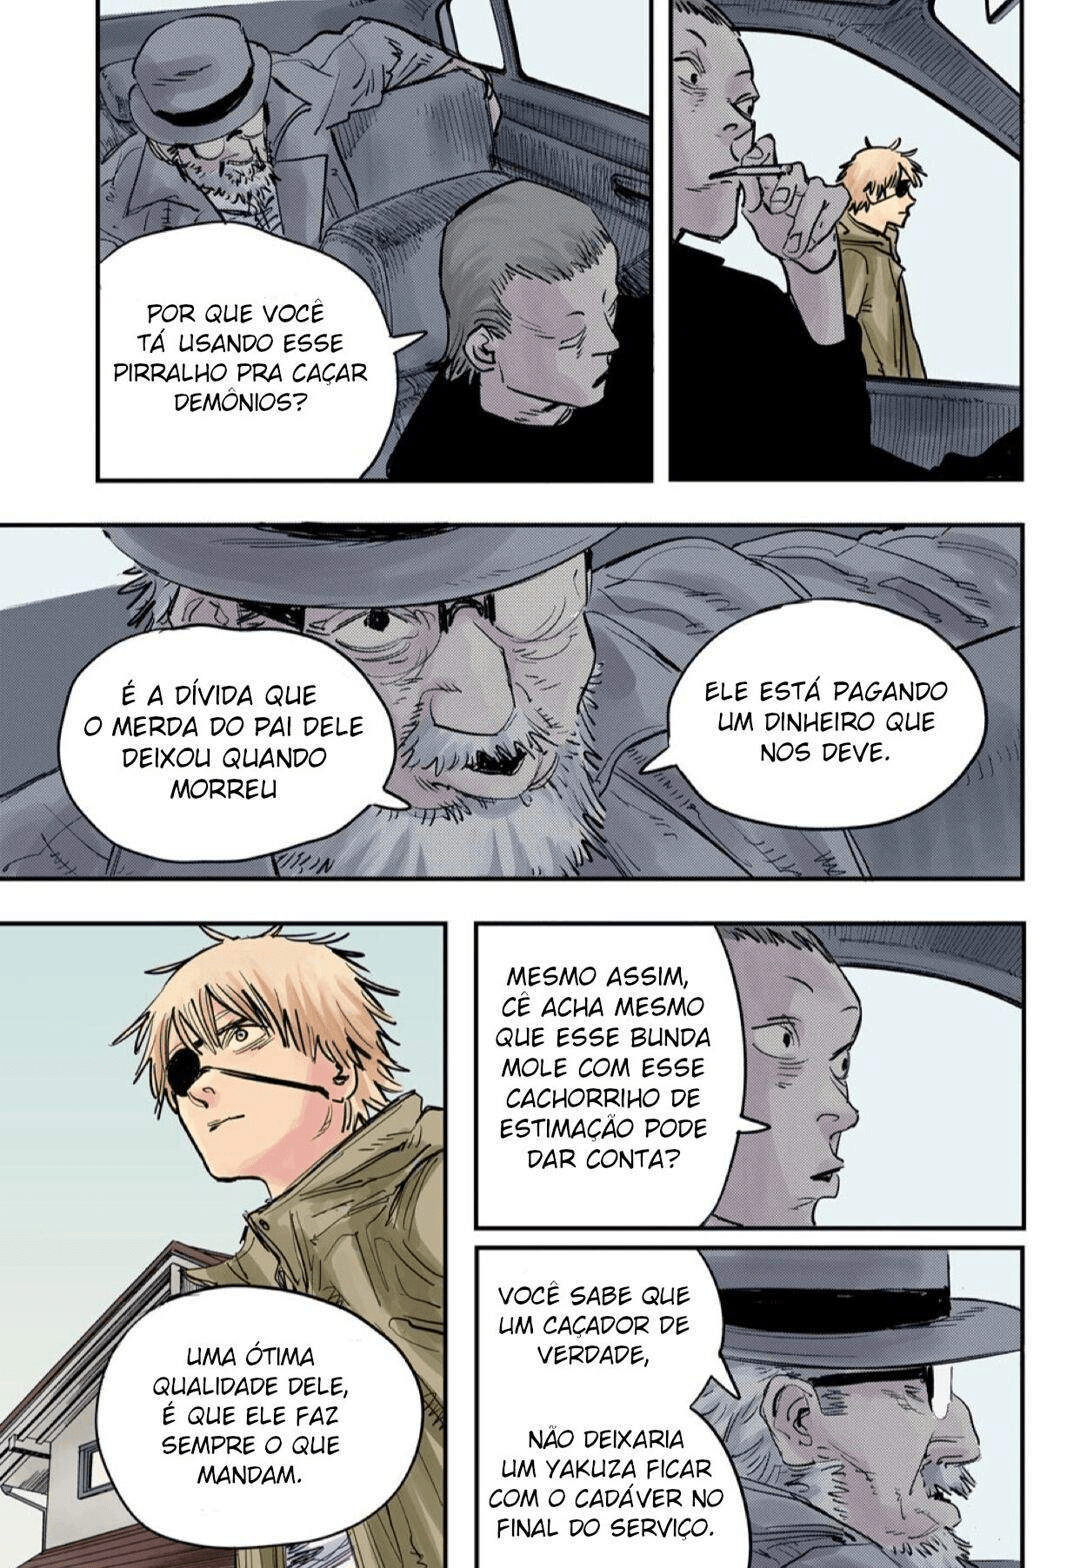 POR QUE VOCÊ
TÁ USANDO ESSE
PIRRALHO PRA CAÇAR
DEMÔNIOS?
ELE ESTÁ PAGANDO
UM DINHEIRO QUE
NOS DEVE.
É A DÍVIDA QUE
O MERDA DO PAI DELE
DEIXOU QUANDO
MORREU
MESMO ASSIM,
CÊ ACHA MESMO
QUE ESSE BUNDA
MOLE COM ESSE
CACHORRIHO DE
ESTIMAÇÃO PODE
DAR CONTA?
VOCÊ SABE QUE
UM CAÇADOR DE
VERDADE,
NÃO DEIXARIA
UM YAKUZA FICAR
COM O CADÁVER NO
FINAL DO SERVIÇO.
UMA ÓTIMA
QUALIDADE DELE,
É QUE ELE FAZ
SEMPRE O QUE
MANDAM.